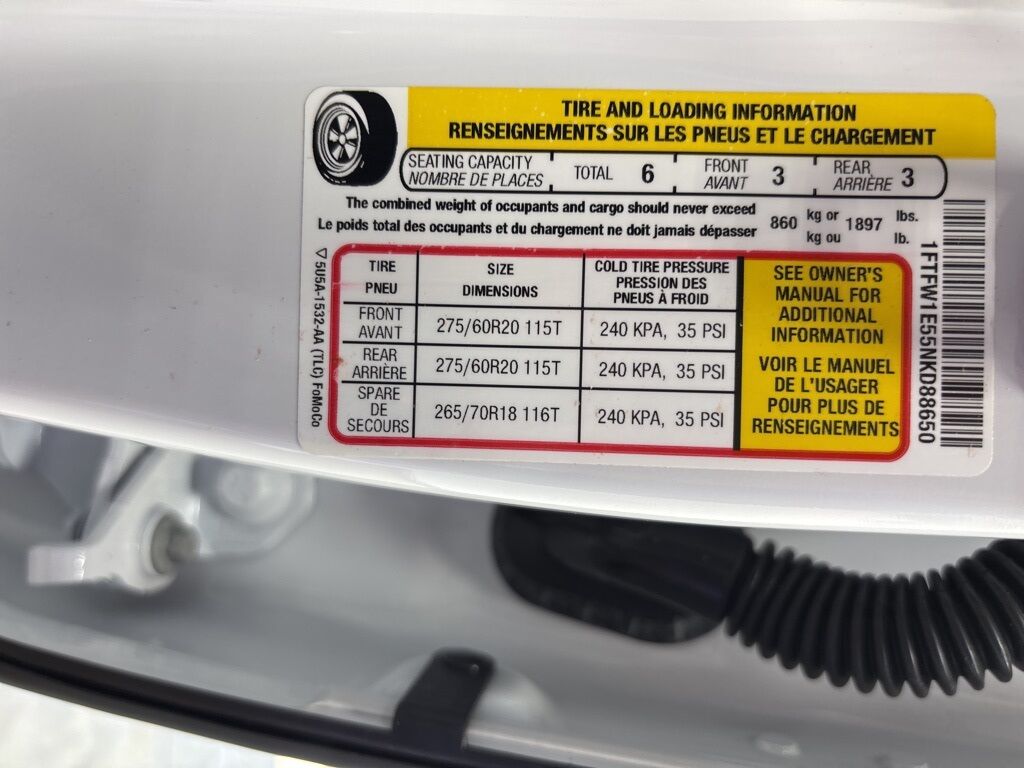 TIRE AND LOADING INFORMATION
RENSEIGNEMENTS SUR LES PNEUS ET LE CHARGEMENT
SEATING CAPACITY TOTAL 6 FRONT 3 REAR 3
NOMBRE DE PLACES AVANT ARRIÈRE
The combined weight of occupants and cargo should never exceed 860 kg or 1897 lbs.
Le poids total des occupants et du chargement ne doit jamais dépasser kg ou lb.
TIRE SIZE COLD TIRE PRESSURE
PNEU DIMENSIONS PRESSION DES
PNEUS À FROID
FRONT
AVANT 275/60R20 115T 240 KPA, 35 PSI
REAR
ARRIÈRE 275/60R20 115T 240 KPA, 35 PSI
SPARE
DE
SECOURS 265/70R18 116T 240 KPA, 35 PSI
SEE OWNER'S
MANUAL FOR
ADDITIONAL
INFORMATION
VOIR LE MANUEL
DE L'USAGER
POUR PLUS DE
RENSEIGNEMENTS
5U5A-1532-AA (TLC) FoMoCo
1FTFW1E55NKD88650